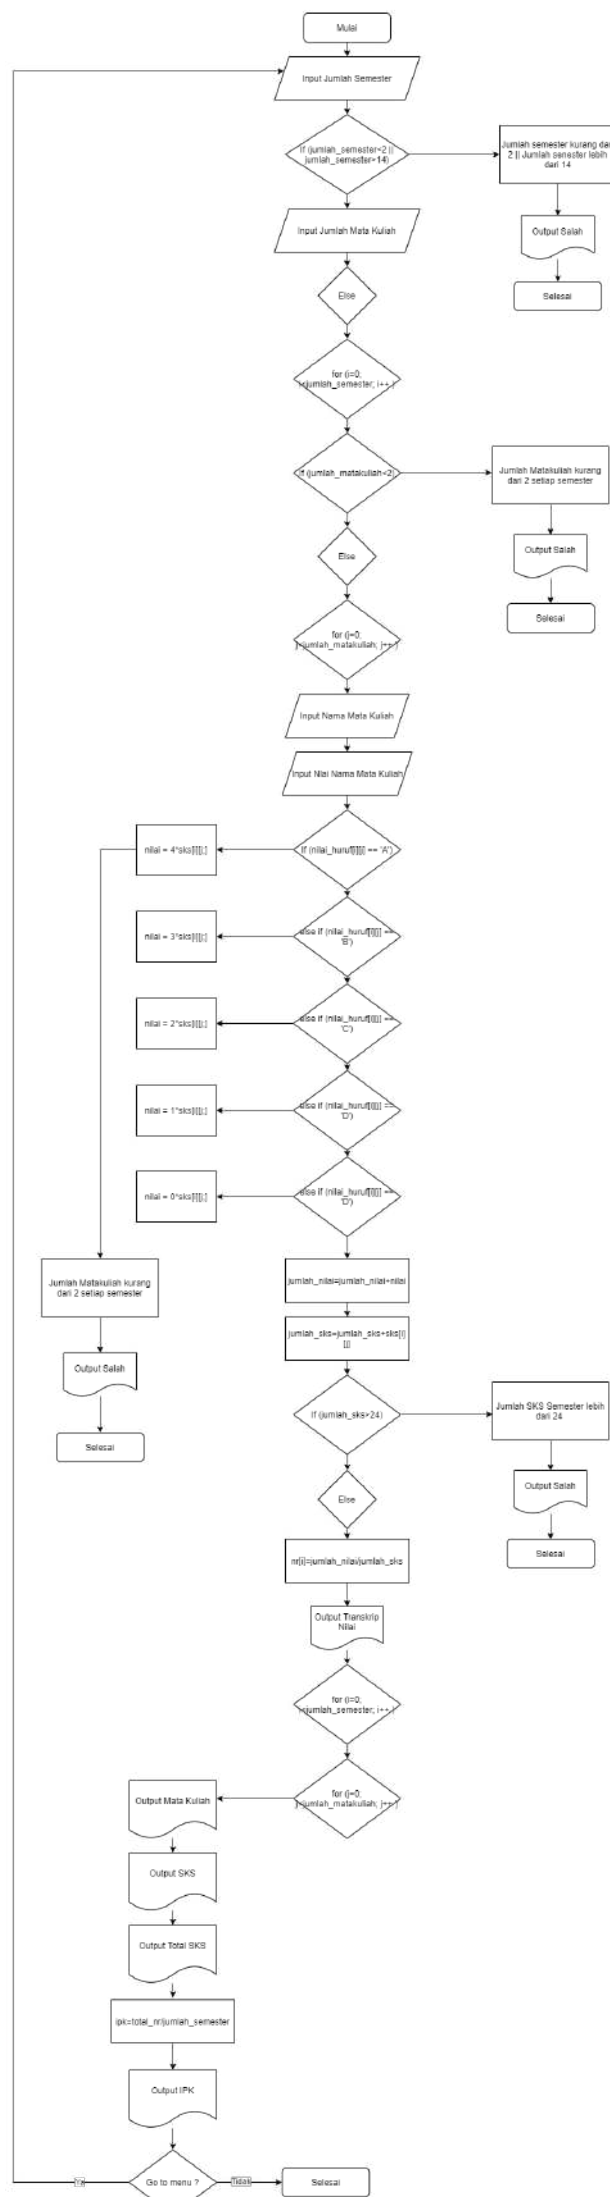 Mulai
Input Jumlah Semester
If (jumlah_semester<2 ||
jumlah_semester>14)
Jumlah semester kurang dari
2 || Jumlah senester lebih
dari 14
Output Salah
Selesai
Input Jumlah Mata Kuliah
Else
for (i=0;
i<jumlah_semester; i++ )
If (jumlah_matakuliah<2)
Jumlah Matakuliah kurang
dari 2 setiap semester
Output Salah
Selesai
Else
for (j=0;
j<jumlah_matakuliah; j++ )
Input Nama Mata Kuliah
Input Nilai Nama Mata Kuliah
If (nilai_huruf[i][j] == 'A')
nilai = 4*sks[i][j;]
else if (nilai_huruf[i][j] ==
'B')
nilai = 3*sks[i][j;]
else if (nilai_huruf[i][j] ==
'C')
nilai = 2*sks[i][j;]
else if (nilai_huruf[i][j] ==
'D')
nilai = 1*sks[i][j;]
else if (nilai_huruf[i][j] ==
'D')
nilai = 0*sks[i][j;]
Jumlah Matakuliah kurang
dari 2 setiap semester
Output Salah
Selesai
jumlah_nilai=jumlah_nilai+nilai
jumlah_sks=jumlah_sks+sks[i]
[j]
If (jumlah_sks>24)
Jumlah SKS Semester lebih
dari 24
Output Salah
Selesai
Else
nr[i]=jumlah_nilai/jumlah_sks
Output Transkrip
Nilai
for (i=0;
i<jumlah_semester; i++ )
for (j=0;
j<jumlah_matakuliah; j++ )
Output Mata Kuliah
Output SKS
Output Total SKS
ipk=total_nr/jumlah_semester
Output IPK
Go to menu ?
Ya
Tidak
Selesai